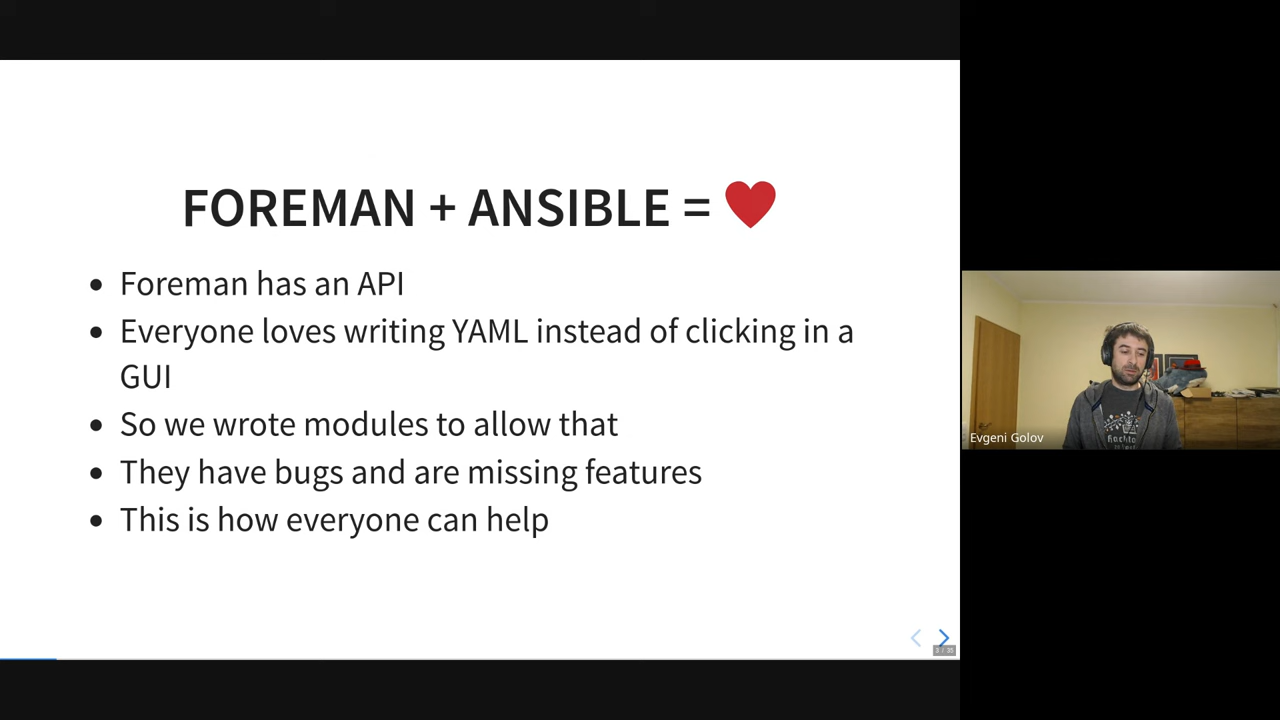 FOREMAN + ANSIBLE = ❤
• Foreman has an API
• Everyone loves writing YAML instead of clicking in a
GUI
• So we wrote modules to allow that
• They have bugs and are missing features
• This is how everyone can help
Evgeni Golov